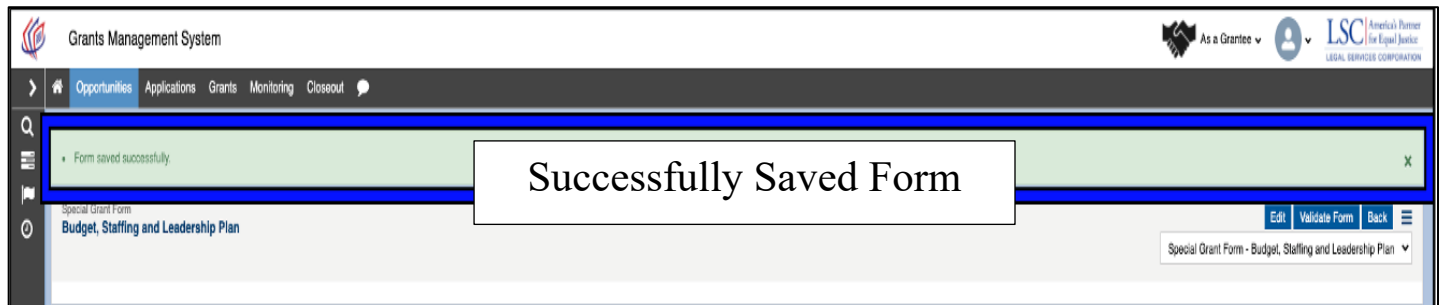 Grants Management System
As a Grantee
LSC America's Partner
for Equal Justice
LEGAL SERVICES CORPORATION
Opportunities Applications Grants Monitoring Closeout
Form saved successfully.
Successfully Saved Form
x
Special Grant Form
Budget, Staffing and Leadership Plan
Edit Validate Form Back
Special Grant Form - Budget, Staffing and Leadership Plan